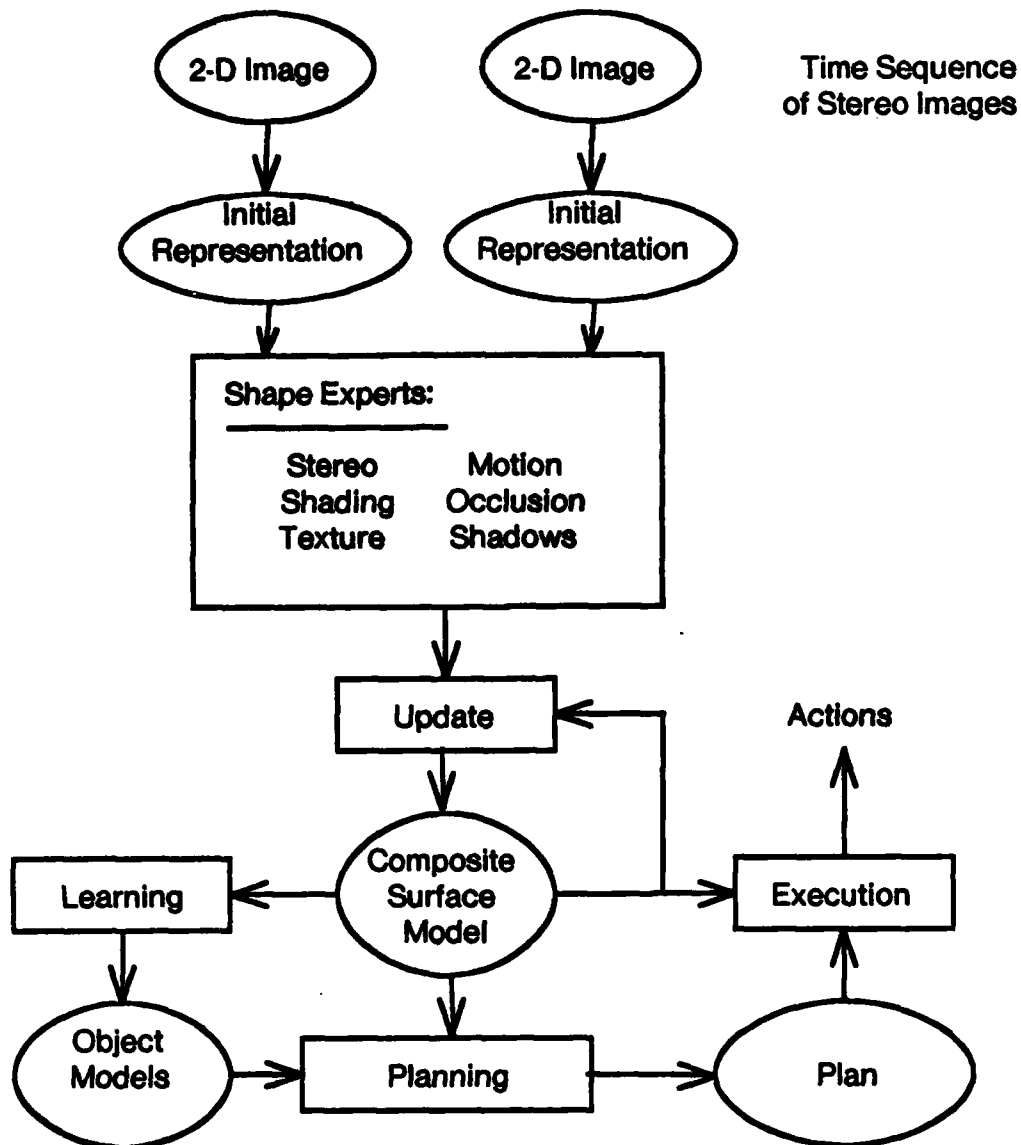 2-D Image
2-D Image
Time Sequence
of Stereo Images
Initial
Representation
Initial
Representation
Shape Experts:
Stereo Motion
Shading Occlusion
Texture Shadows
Update
Actions
Learning
Composite
Surface
Model
Execution
Object
Models
Planning
Plan